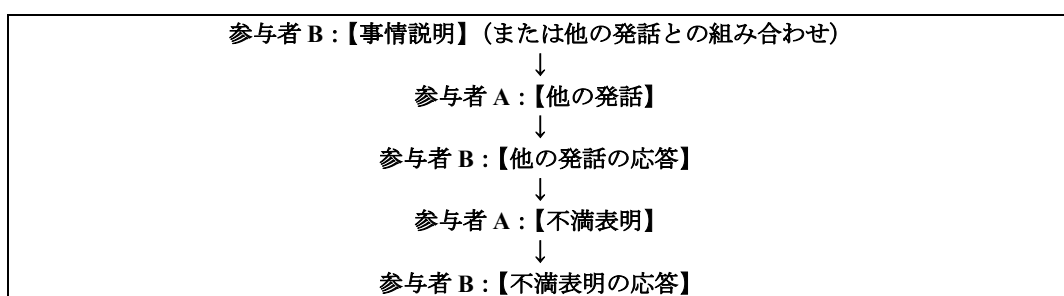 参与者 B：【事情説明】（または他の発話との組み合わせ）
↓
参与者 A：【他の発話】
↓
参与者 B：【他の発話の応答】
↓
参与者 A：【不満表明】
↓
参与者 B：【不満表明の応答】